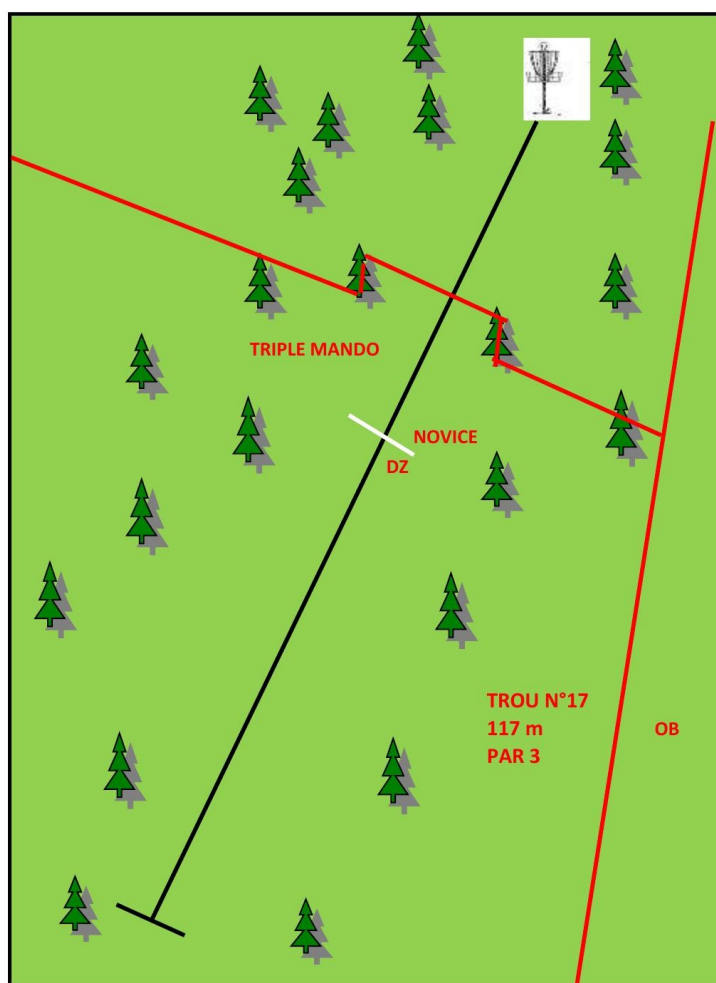 TRIPLE MANDO
NOVICE
DZ
TROU N°17
117 m
PAR 3
OB